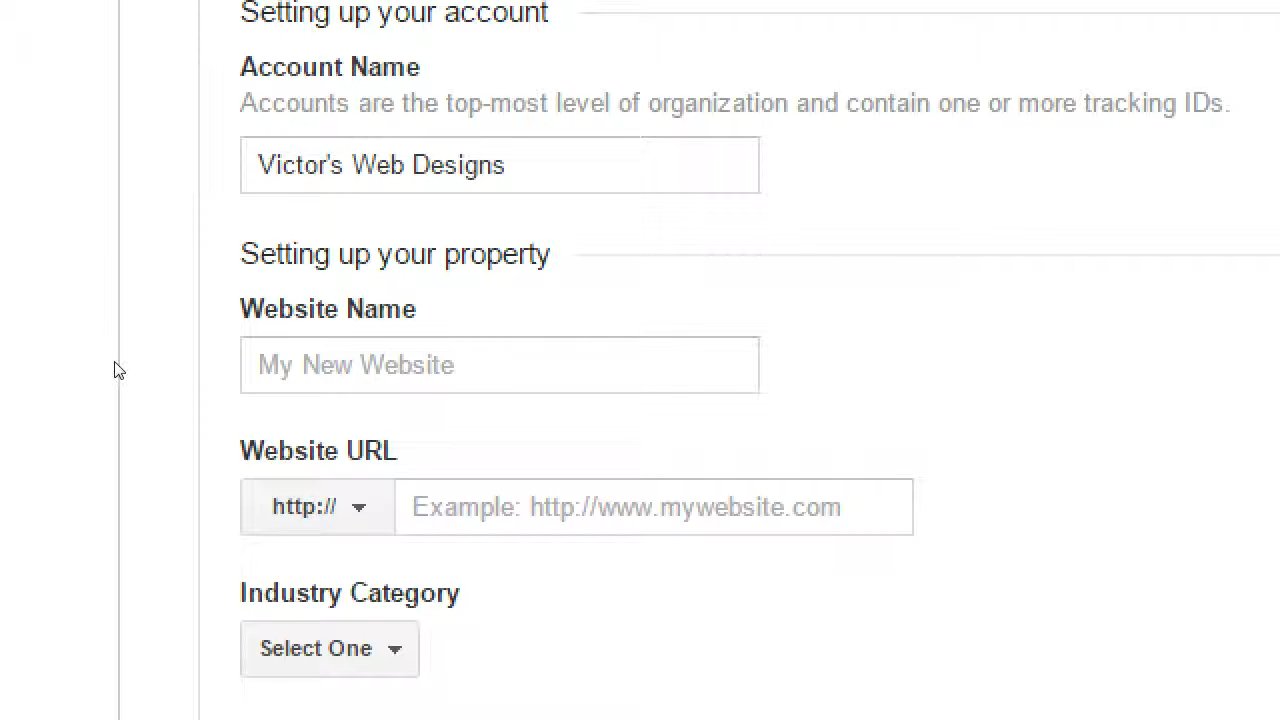 Setting up your account
Account Name
Accounts are the top-most level of organization and contain one or more tracking IDs.
Victor's Web Designs
Setting up your property
Website Name
My New Website
Website URL
http:// Example: http://www.mywebsite.com
Industry Category
Select One